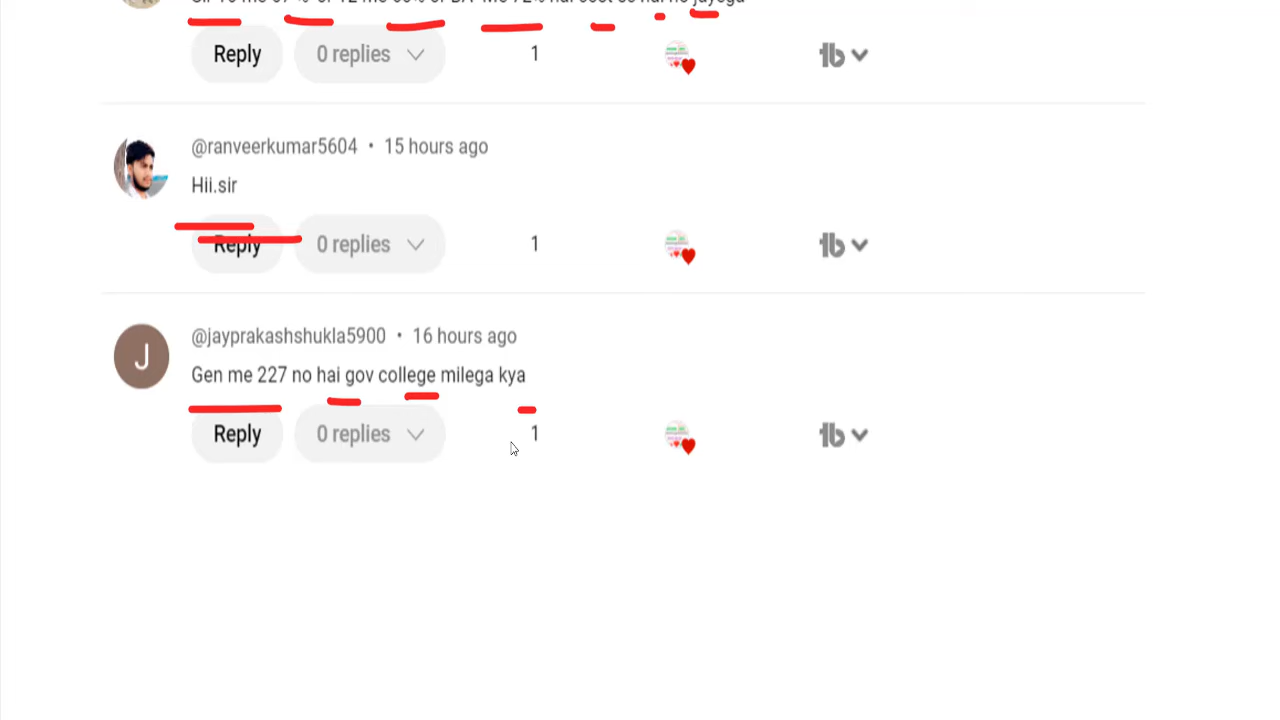 Reply 0 replies 1
@ranveerkumar5604 • 15 hours ago
Hii.sir
Reply 0 replies 1
@jayprakashshukla5900 • 16 hours ago
Gen me 227 no hai gov college milega kya
J
Reply 0 replies 1